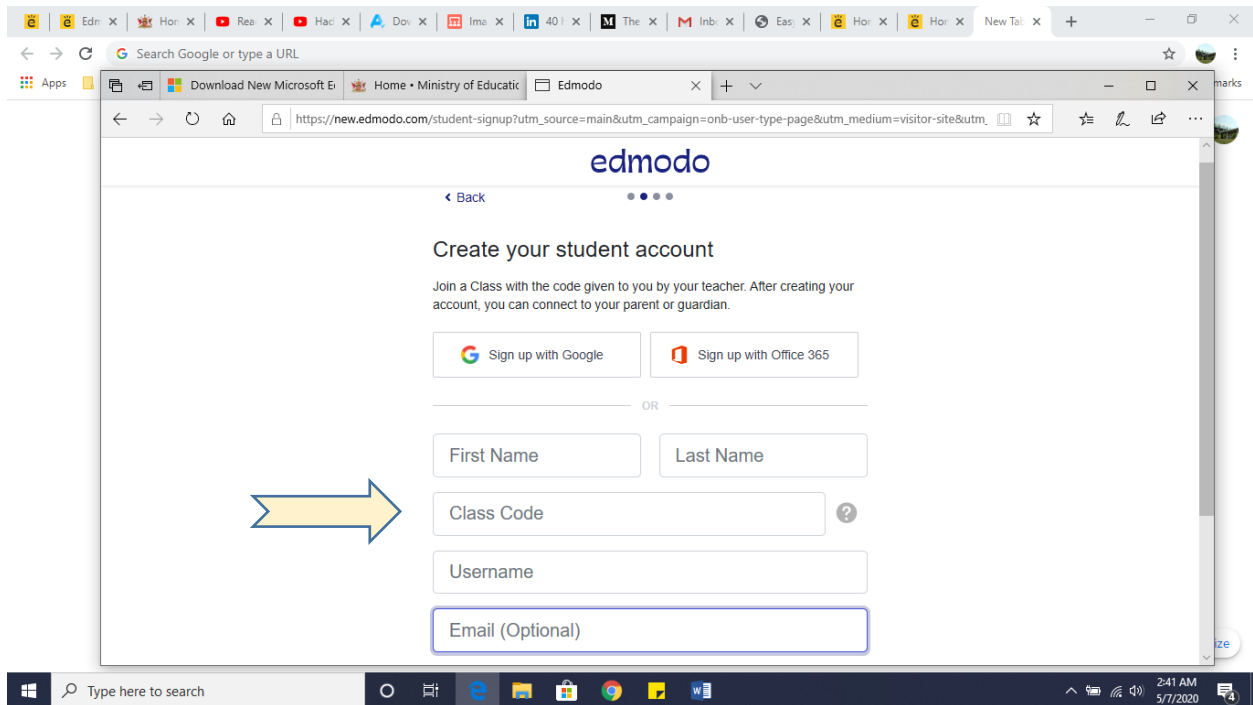 Edm Hon Rea Hac Dov Ima 40 The Inbo Eas Hor Hor New Tab
Search Google or type a URL
Apps
marks
Download New Microsoft E Home • Ministry of Educatic Edmodo
https://new.edmodo.com/student-signup?utm_source=main&utm_campaign=onb-user-type-page&utm_medium=visitor-site&utm_
edmodo
Back
Create your student account
Join a Class with the code given to you by your teacher. After creating your
account, you can connect to your parent or guardian.
Sign up with Google Sign up with Office 365
OR
First Name Last Name
Class Code
Username
Email (Optional)
ize
Type here to search
2:41 AM
5/7/2020
4